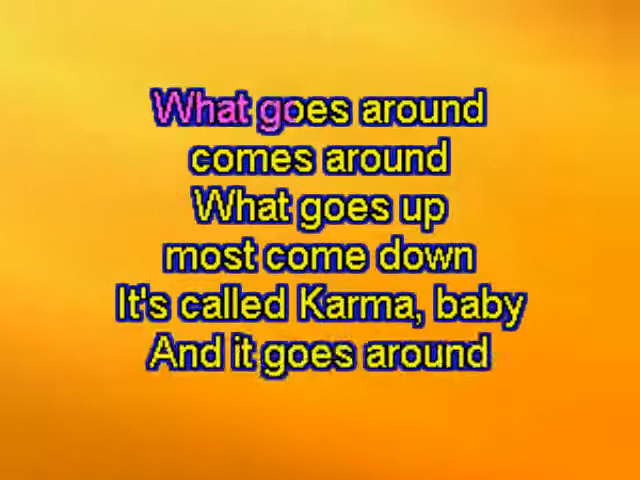 What goes around
comes around
What goes up
most come down
It's called Karma, baby
And it goes around